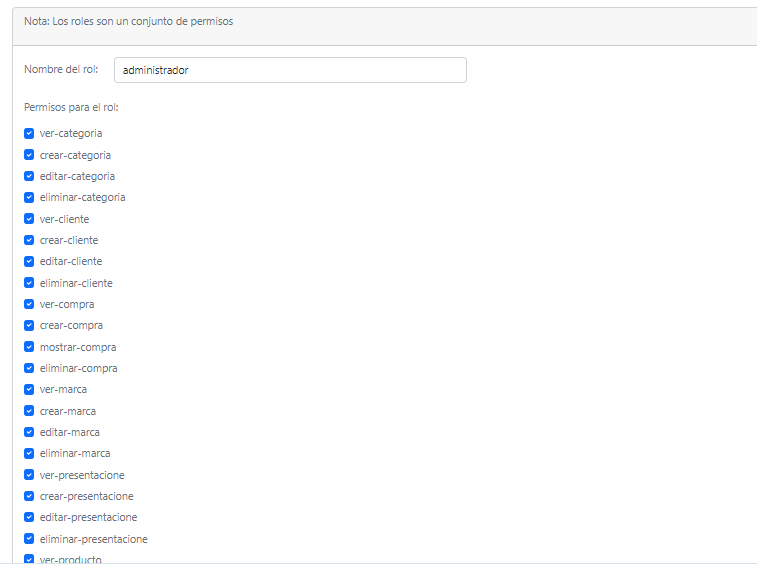 Nota: Los roles son un conjunto de permisos
Nombre del rol: administrador
Permisos para el rol:
ver-categoria
crear-categoria
editar-categoria
eliminar-categoria
ver-cliente
crear-cliente
editar-cliente
eliminar-cliente
ver-compra
crear-compra
mostrar-compra
eliminar-compra
ver-marca
crear-marca
editar-marca
eliminar-marca
ver-presentacione
crear-presentacione
editar-presentacione
eliminar-presentacione
ver-producto